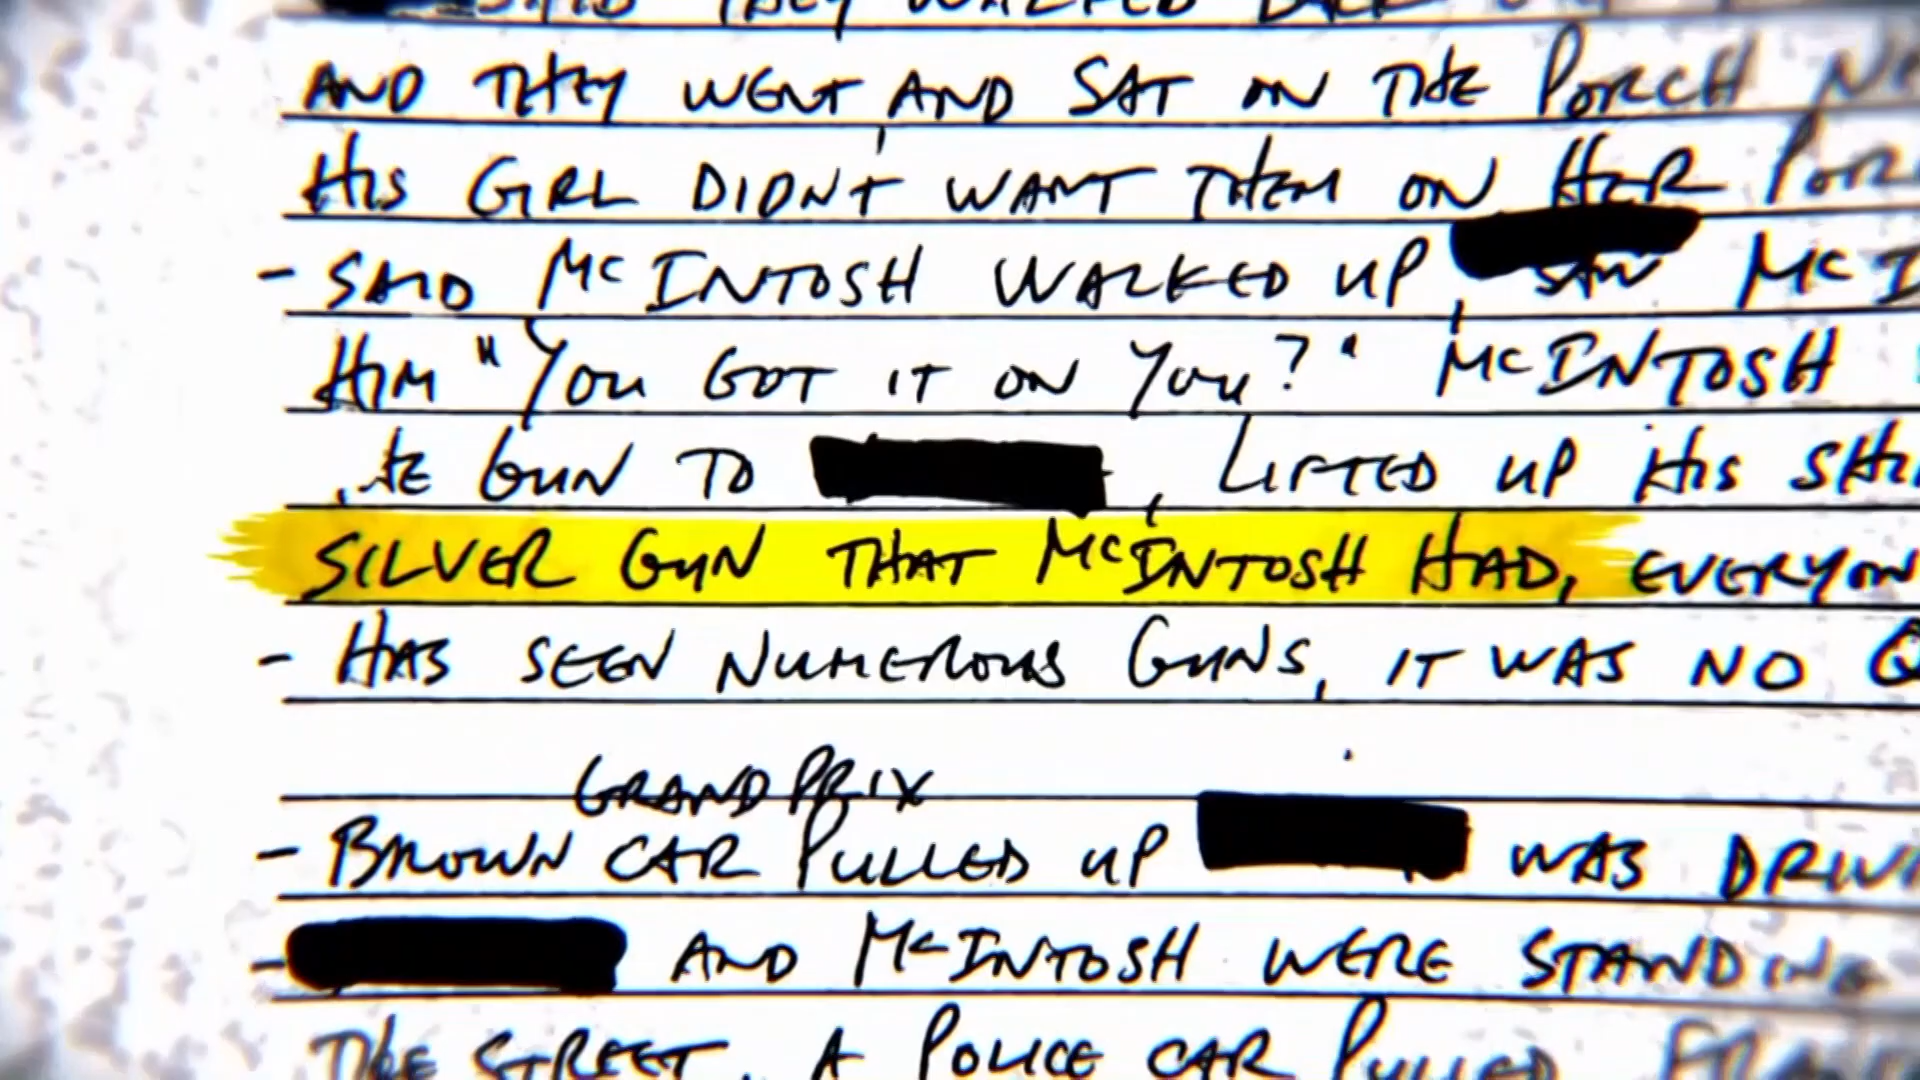 AND THEY WENT AND SAT ON THE PORCH
HIS GIRL DIDN'T WANT THEM ON HER
- SAID MCINTOSH WALKED UP, SAW
HIM "YOU GOT IT ON YOU?" MCINTOSH
GUN TO , LIFTED UP HIS
SILVER GUN THAT MCINTOSH HAD,
- HAS SEEN NUMEROUS GUNS, IT WAS NO
GRAND PRIX
- BROWN CAR PULLED UP WAS
- AND MCINTOSH WERE STANDING
THE STREET. A POLICE CAR PULLED